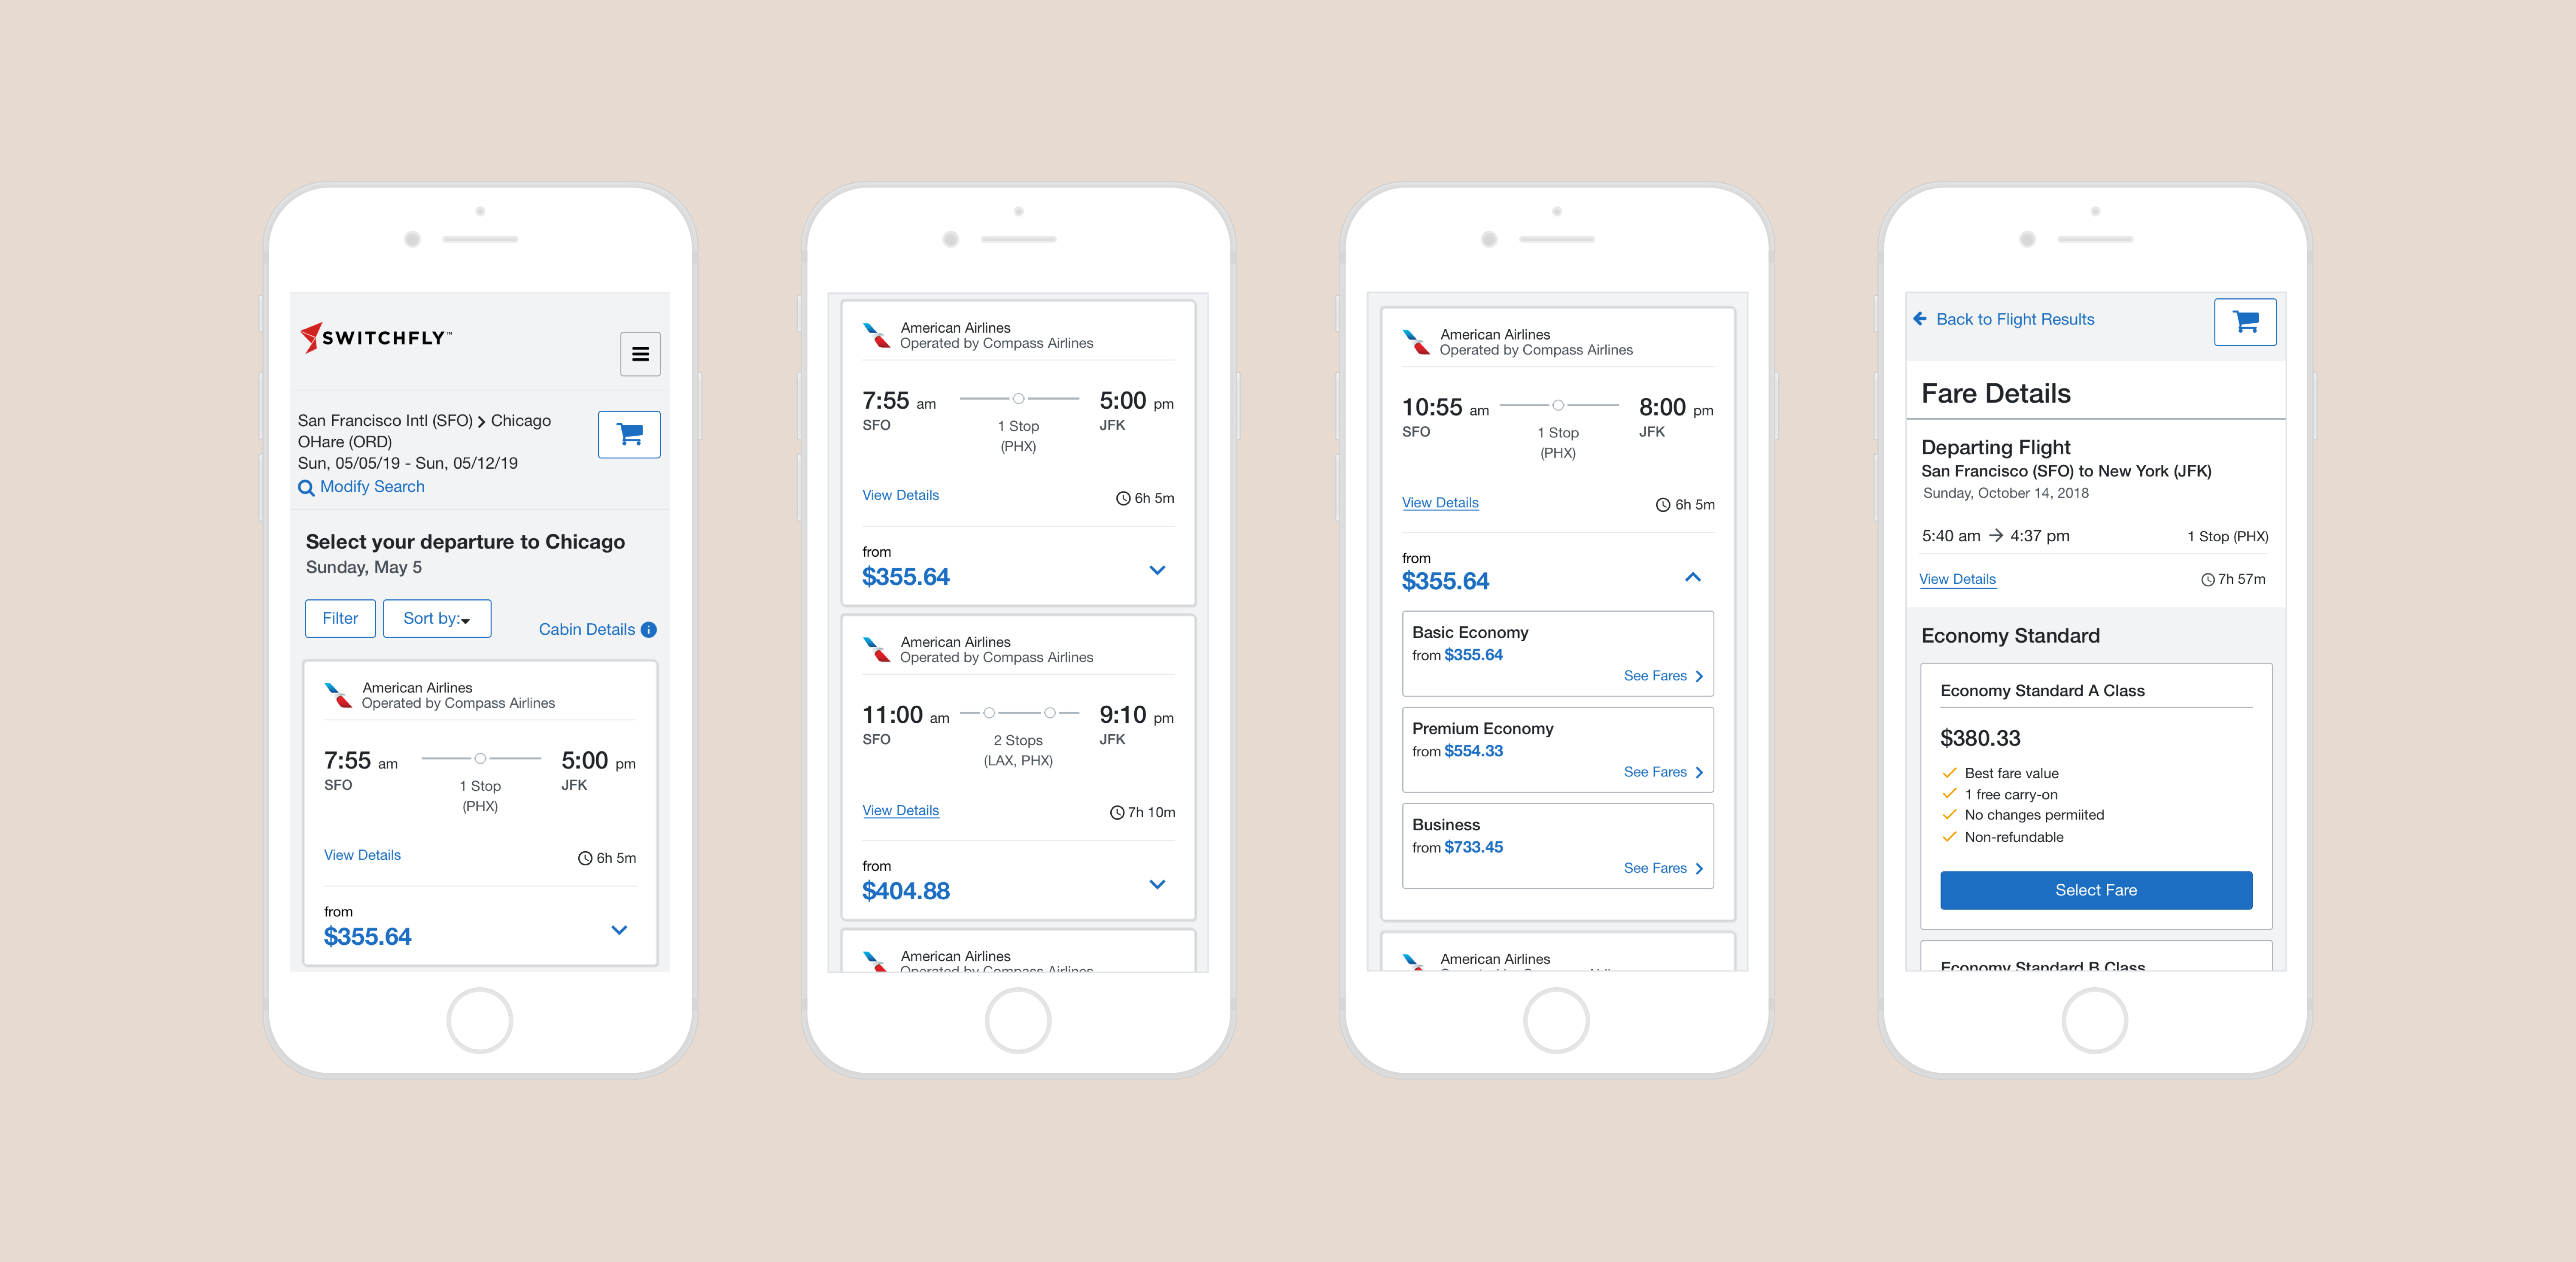 SWITCHFLY™
San Francisco Intl (SFO) > Chicago
OHare (ORD)
Sun, 05/05/19 - Sun, 05/12/19
Modify Search
Select your departure to Chicago
Sunday, May 5
Filter
Sort by:
Cabin Details
American Airlines
Operated by Compass Airlines
7:55 am
5:00 pm
SFO
1 Stop
JFK
(PHX)
View Details
6h 5m
from
$355.64
American Airlines
Operated by Compass Airlines
7:55 am
5:00 pm
SFO
1 Stop
JFK
(PHX)
View Details
6h 5m
from
$355.64
American Airlines
Operated by Compass Airlines
11:00 am
9:10 pm
SFO
2 Stops
JFK
(LAX, PHX)
View Details
7h 10m
from
$404.88
American Airlines
Operated by Compass Airlines
American Airlines
Operated by Compass Airlines
10:55 am
8:00 pm
SFO
1 Stop
JFK
(PHX)
View Details
6h 5m
from
$355.64
Basic Economy
from $355.64
See Fares
Premium Economy
from $554.33
See Fares
Business
from $733.45
See Fares
American Airlines
Back to Flight Results
Fare Details
Departing Flight
San Francisco (SFO) to New York (JFK)
Sunday, October 14, 2018
5:40 am → 4:37 pm
1 Stop (PHX)
View Details
7h 57m
Economy Standard
Economy Standard A Class
$380.33
Best fare value
1 free carry-on
No changes permiited
Non-refundable
Select Fare
Economy Standard B Class